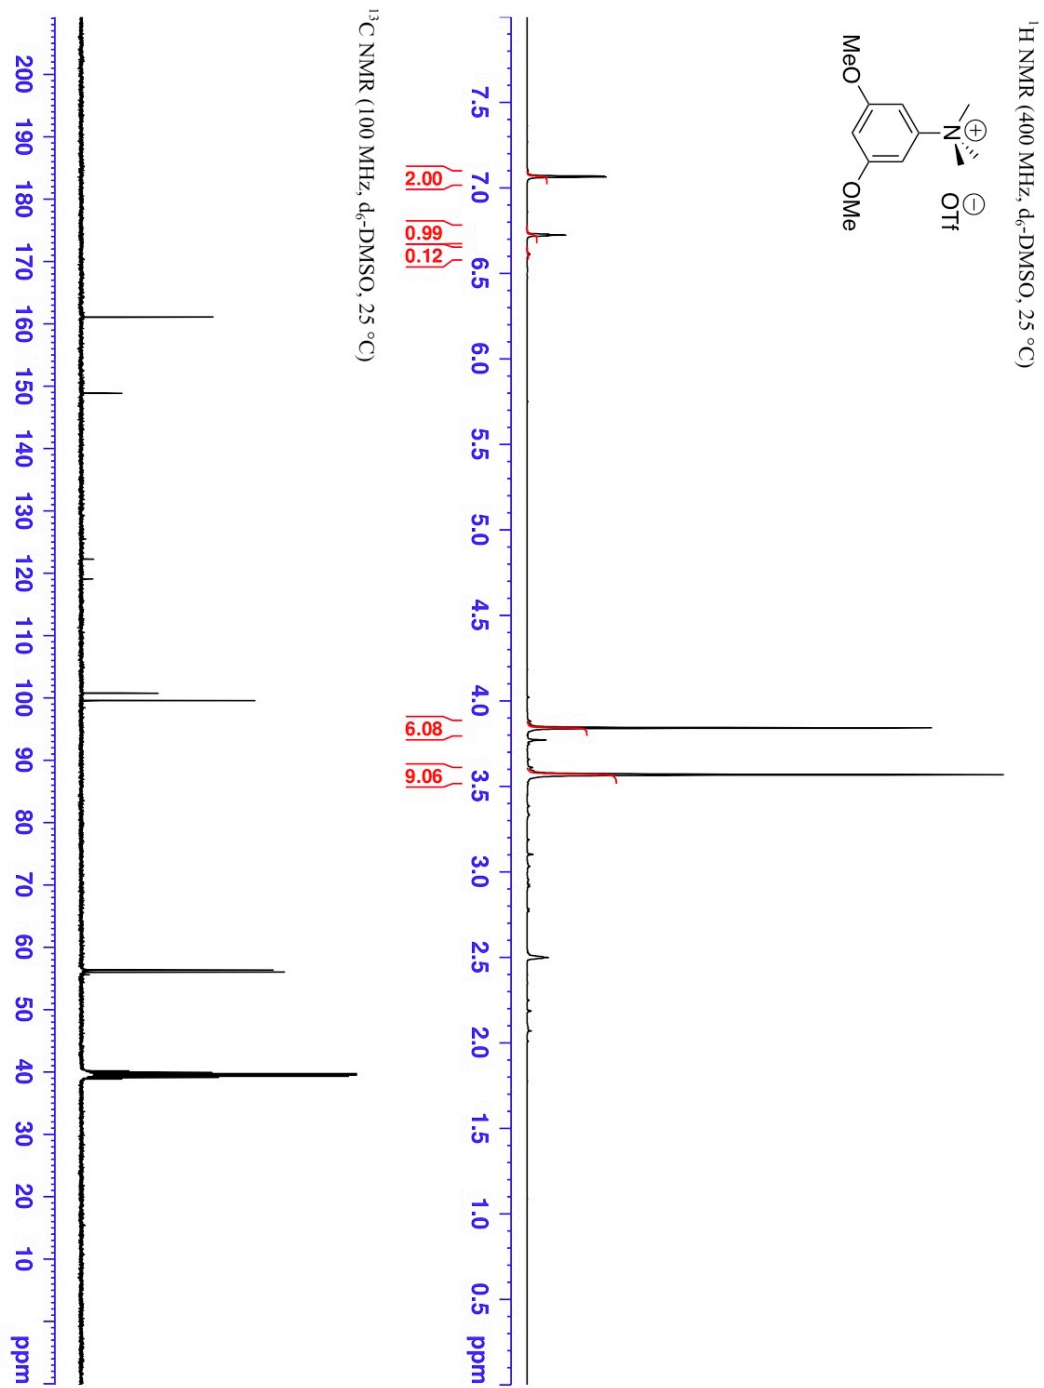 ¹H NMR (400 MHz, d₆-DMSO, 25 °C)
N
⊕
⊖
OTf
MeO
OMe
2.00
0.99
0.12
6.08
9.06
7.5 7.0 6.5 6.0 5.5 5.0 4.5 4.0 3.5 3.0 2.5 2.0 1.5 1.0 0.5 ppm
¹³C NMR (100 MHz, d₆-DMSO, 25 °C)
200 190 180 170 160 150 140 130 120 110 100 90 80 70 60 50 40 30 20 10 ppm